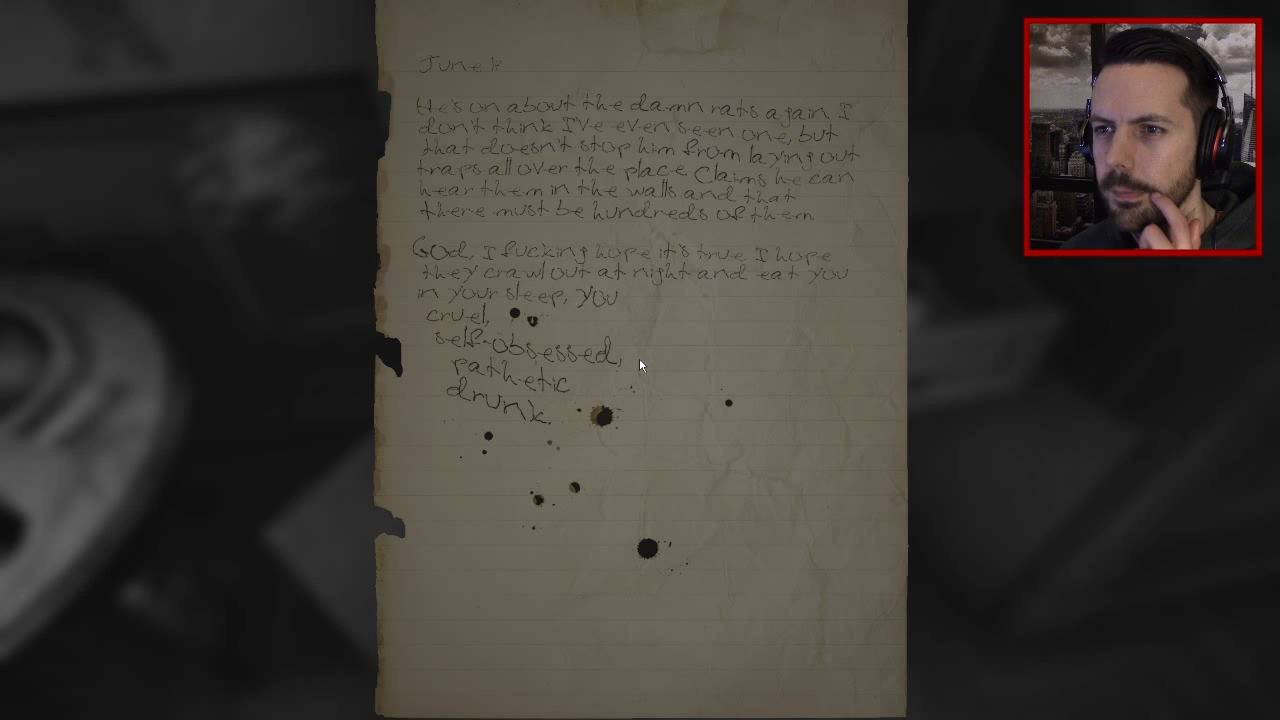 June
He's on about the damn rats again I
don't think I've even seen one, but
that doesn't stop him from laying out
traps all over the place Claims he can
hear them in the walls and that
there must be hundreds of them
God, I fucking hope it's true I hope
they crawl out at night and eat you
in your sleep, you
cruel,
self-obsessed,
pathetic
drunk.